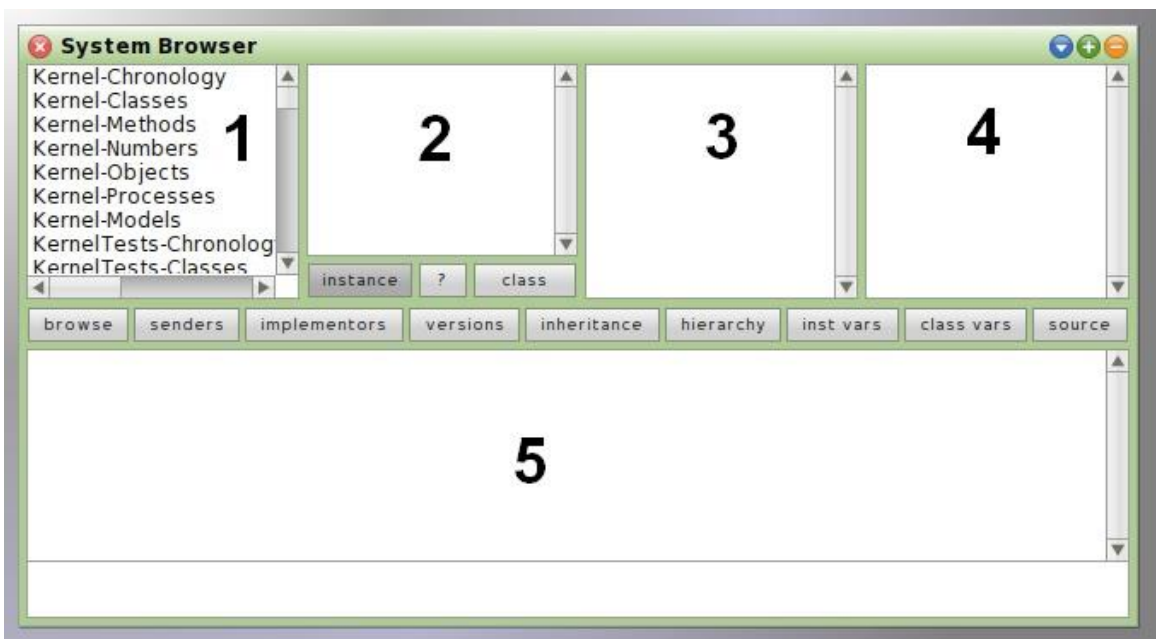 System Browser
Kernel-Chronology
Kernel-Classes
Kernel-Methods
Kernel-Numbers
Kernel-Objects
Kernel-Processes
Kernel-Models
KernelTests-Chronolog
KernelTests-Classes
1
2
3
4
instance ? class
browse senders implementors versions inheritance hierarchy inst vars class vars source
5